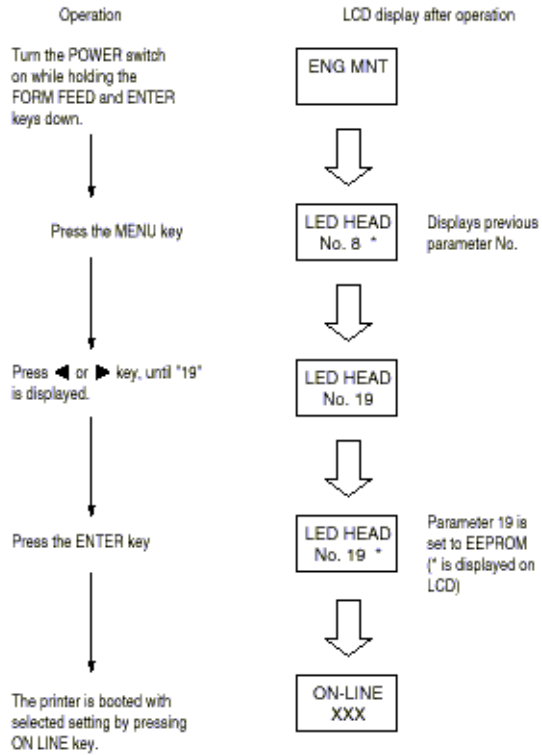 Operation
LCD display after operation
Turn the POWER switch
on while holding the
FORM FEED and ENTER
keys down.
ENG MNT
Press the MENU key
LED HEAD
No. 8 *
Displays previous
parameter No.
Press ◀ or ▶ key, until "19"
is displayed.
LED HEAD
No. 19
Press the ENTER key
LED HEAD
No. 19 *
Parameter 19 is
set to EEPROM
(* is displayed on
LCD)
The printer is booted with
selected setting by pressing
ON LINE key.
ON-LINE
XXX